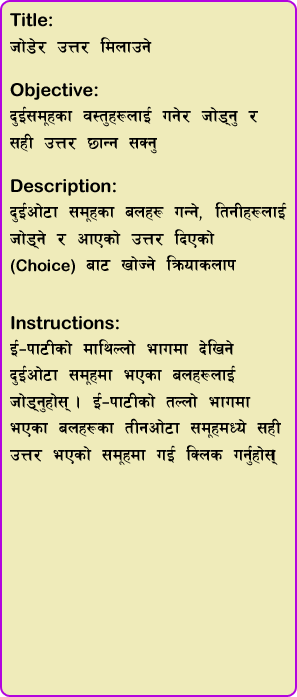 Title:
जोडेर उत्तर मिलाउने
Objective:
दुईसमूहका वस्तुहरूलाई गनेर जोड्नु र
सही उत्तर छान्न सक्नु
Description:
दुईओटा समूहका बलहरू गन्ने, तिनीहरूलाई
जोड्ने र आएको उत्तर दिएको
(Choice) बाट खोज्ने क्रियाकलाप
Instructions:
ई-पाटीको माथिल्लो भागमा देखिने
दुईओटा समूहमा भएका बलहरूलाई
जोड्नुहोस् । ई-पाटीको तल्लो भागमा
भएका बलहरूका तीनओटा समूहमध्ये सही
उत्तर भएको समूहमा गई क्लिक गर्नुहोस्